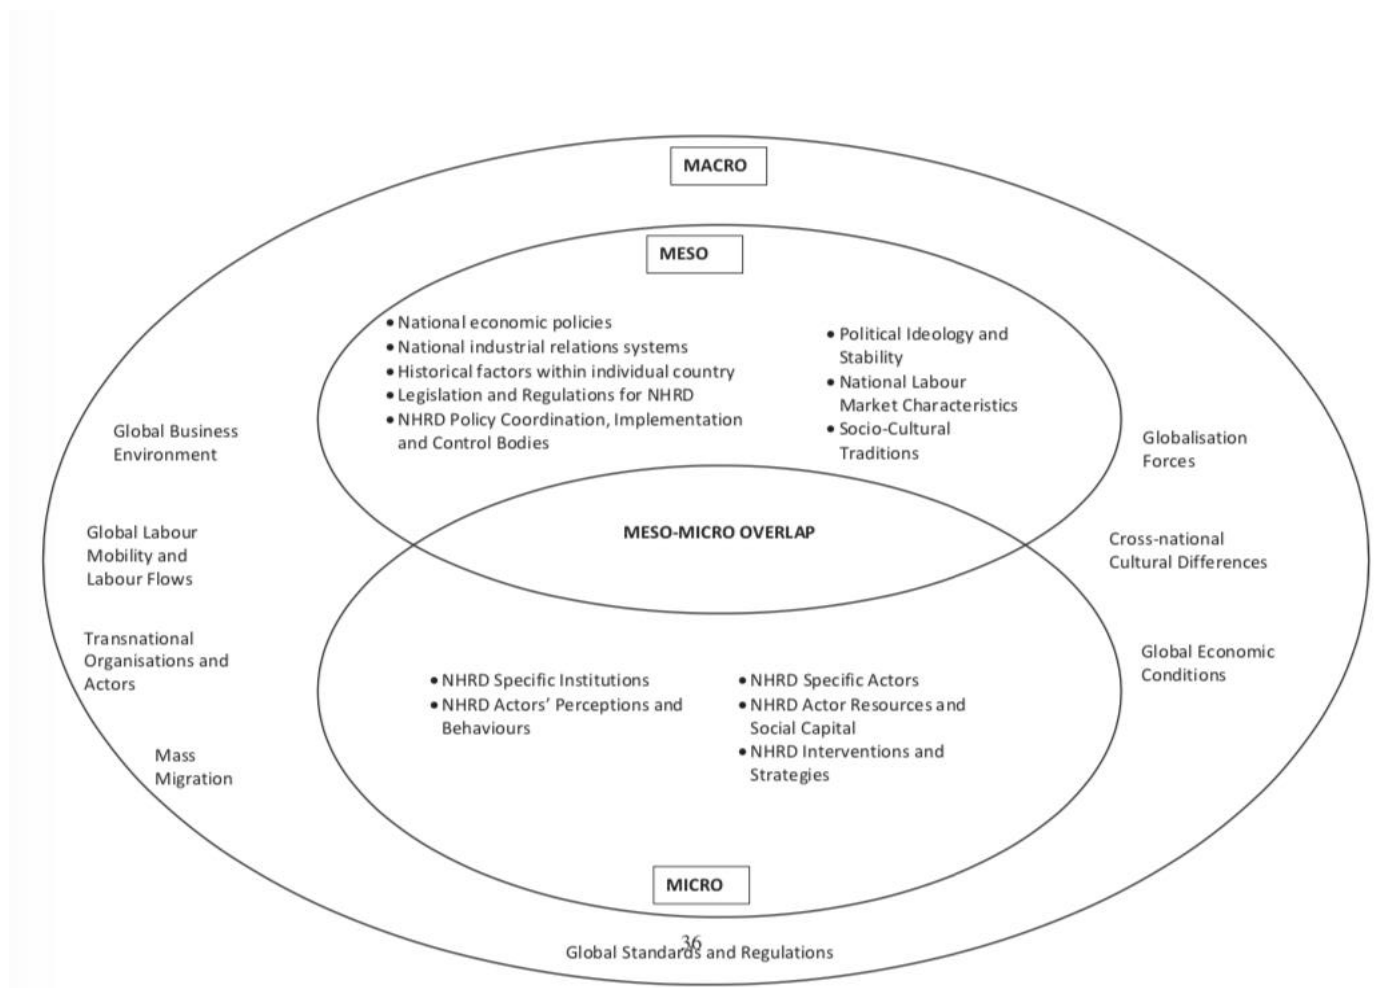 MACRO
MESO
• National economic policies
• National industrial relations systems
• Historical factors within individual country
• Legislation and Regulations for NHRD
• NHRD Policy Coordination, Implementation
and Control Bodies
• Political Ideology and
Stability
• National Labour
Market Characteristics
• Socio-Cultural
Traditions
Global Business
Environment
Global Labour
Mobility and
Labour Flows
Transnational
Organisations and
Actors
Mass
Migration
MESO-MICRO OVERLAP
Globalisation
Forces
Cross-national
Cultural Differences
Global Economic
Conditions
• NHRD Specific Institutions
• NHRD Actors’ Perceptions and
Behaviours
• NHRD Specific Actors
• NHRD Actor Resources and
Social Capital
• NHRD Interventions and
Strategies
MICRO
36
Global Standards and Regulations